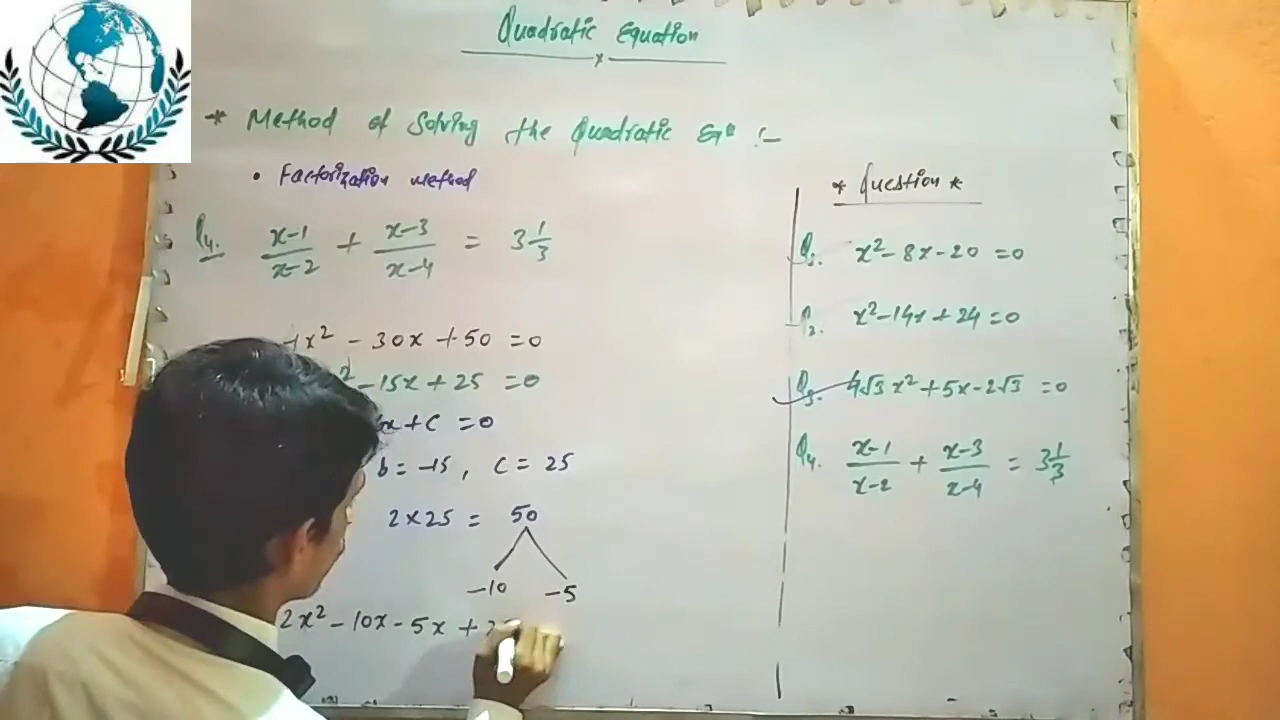 Quadratic Equation
* Method of Solving the Quadratic Eqn :-
• Factorization method
Q4. x-1/x-2 + x-3/x-4 = 3 1/3
4x² - 30x + 50 = 0
² - 15x + 25 = 0
bx + c = 0
b = -15, c = 25
2 × 25 = 50
-10 -5
2x² - 10x - 5x +
* Question *
Q1. x² - 8x - 20 = 0
Q2. x² - 14x + 24 = 0
Q3. 4√3 x² + 5x - 2√3 = 0
Q4. x-1/x-2 + x-3/x-4 = 3 1/3